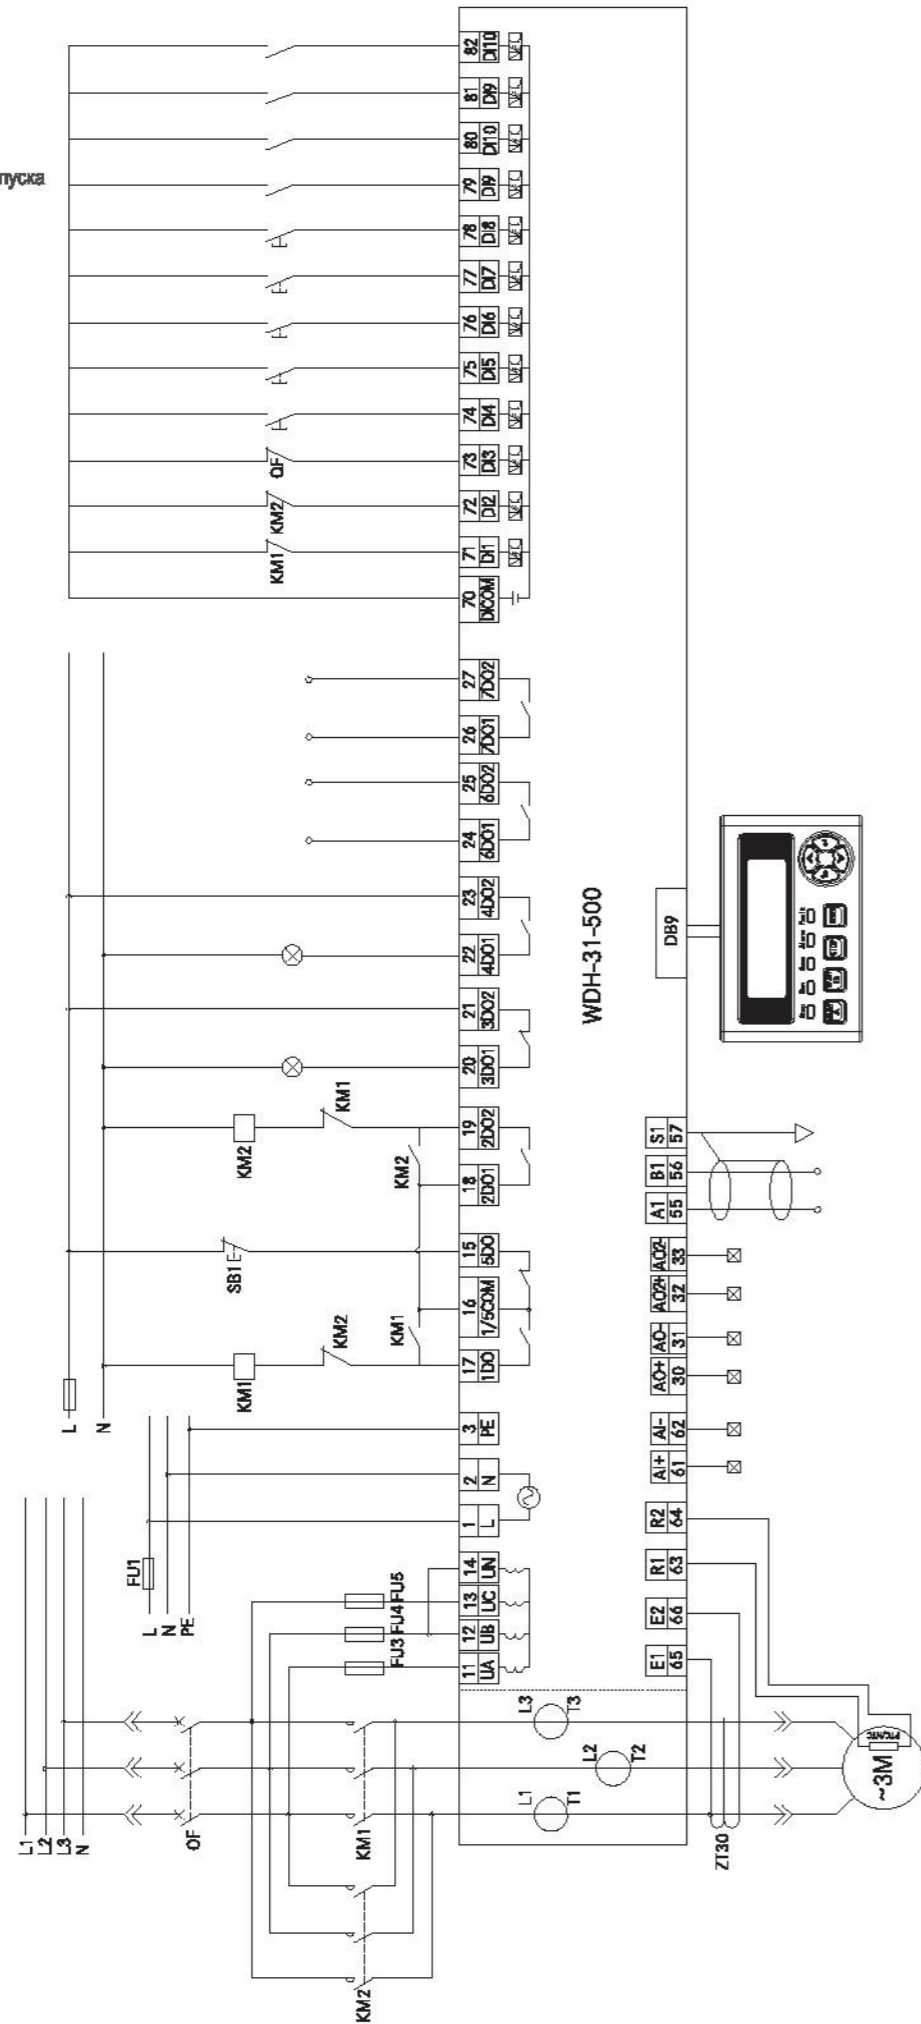 пуска
82 DI10
81 DI9
80 DI10
79 DI9
78 DI8
77 DI7
76 DI6
75 DI5
74 DI4
73 DI3
72 DI2
71 DI1
70 DICOM
QF
KM2
KM1
27 7DO2
26 7DO1
25 6DO2
24 6DO1
23 4DO2
22 4DO1
21 3DO2
20 3DO1
19 2DO2
18 2DO1
15 5DO
16 1/5COM
17 1DO
3 PE
2 N
1 L
14 UN
13 UC
12 UB
11 UA
KM2
KM1
KM2
SB1
KM1
KM2
KM1
L
N
FU1
L
N
PE
FU3 FU4 FU5
L1
L2
L3
N
QF
KM1
KM2
WDH-31-500
DB9
Alarm
S1 57
B1 56
A1 55
AO2- 33
AO2+ 32
AO- 31
AO+ 30
AI- 62
AI+ 61
R2 64
R1 63
E2 66
E1 65
L3 T3
L2 T2
L1 T1
ZT30
PTC/NTC
~3M